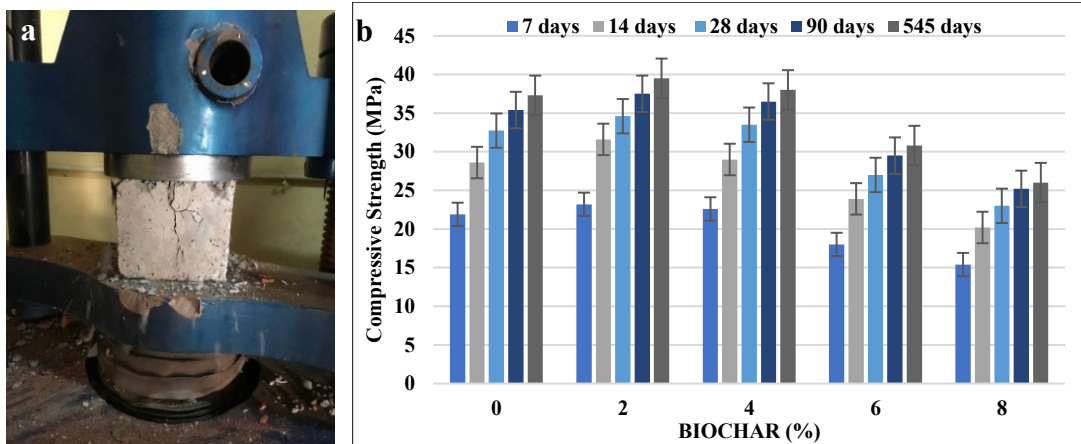 a
b
7 days 14 days 28 days 90 days 545 days
Compressive Strength (MPa)
45
40
35
30
25
20
15
10
5
0
0 2 4 6 8
BIOCHAR (%)